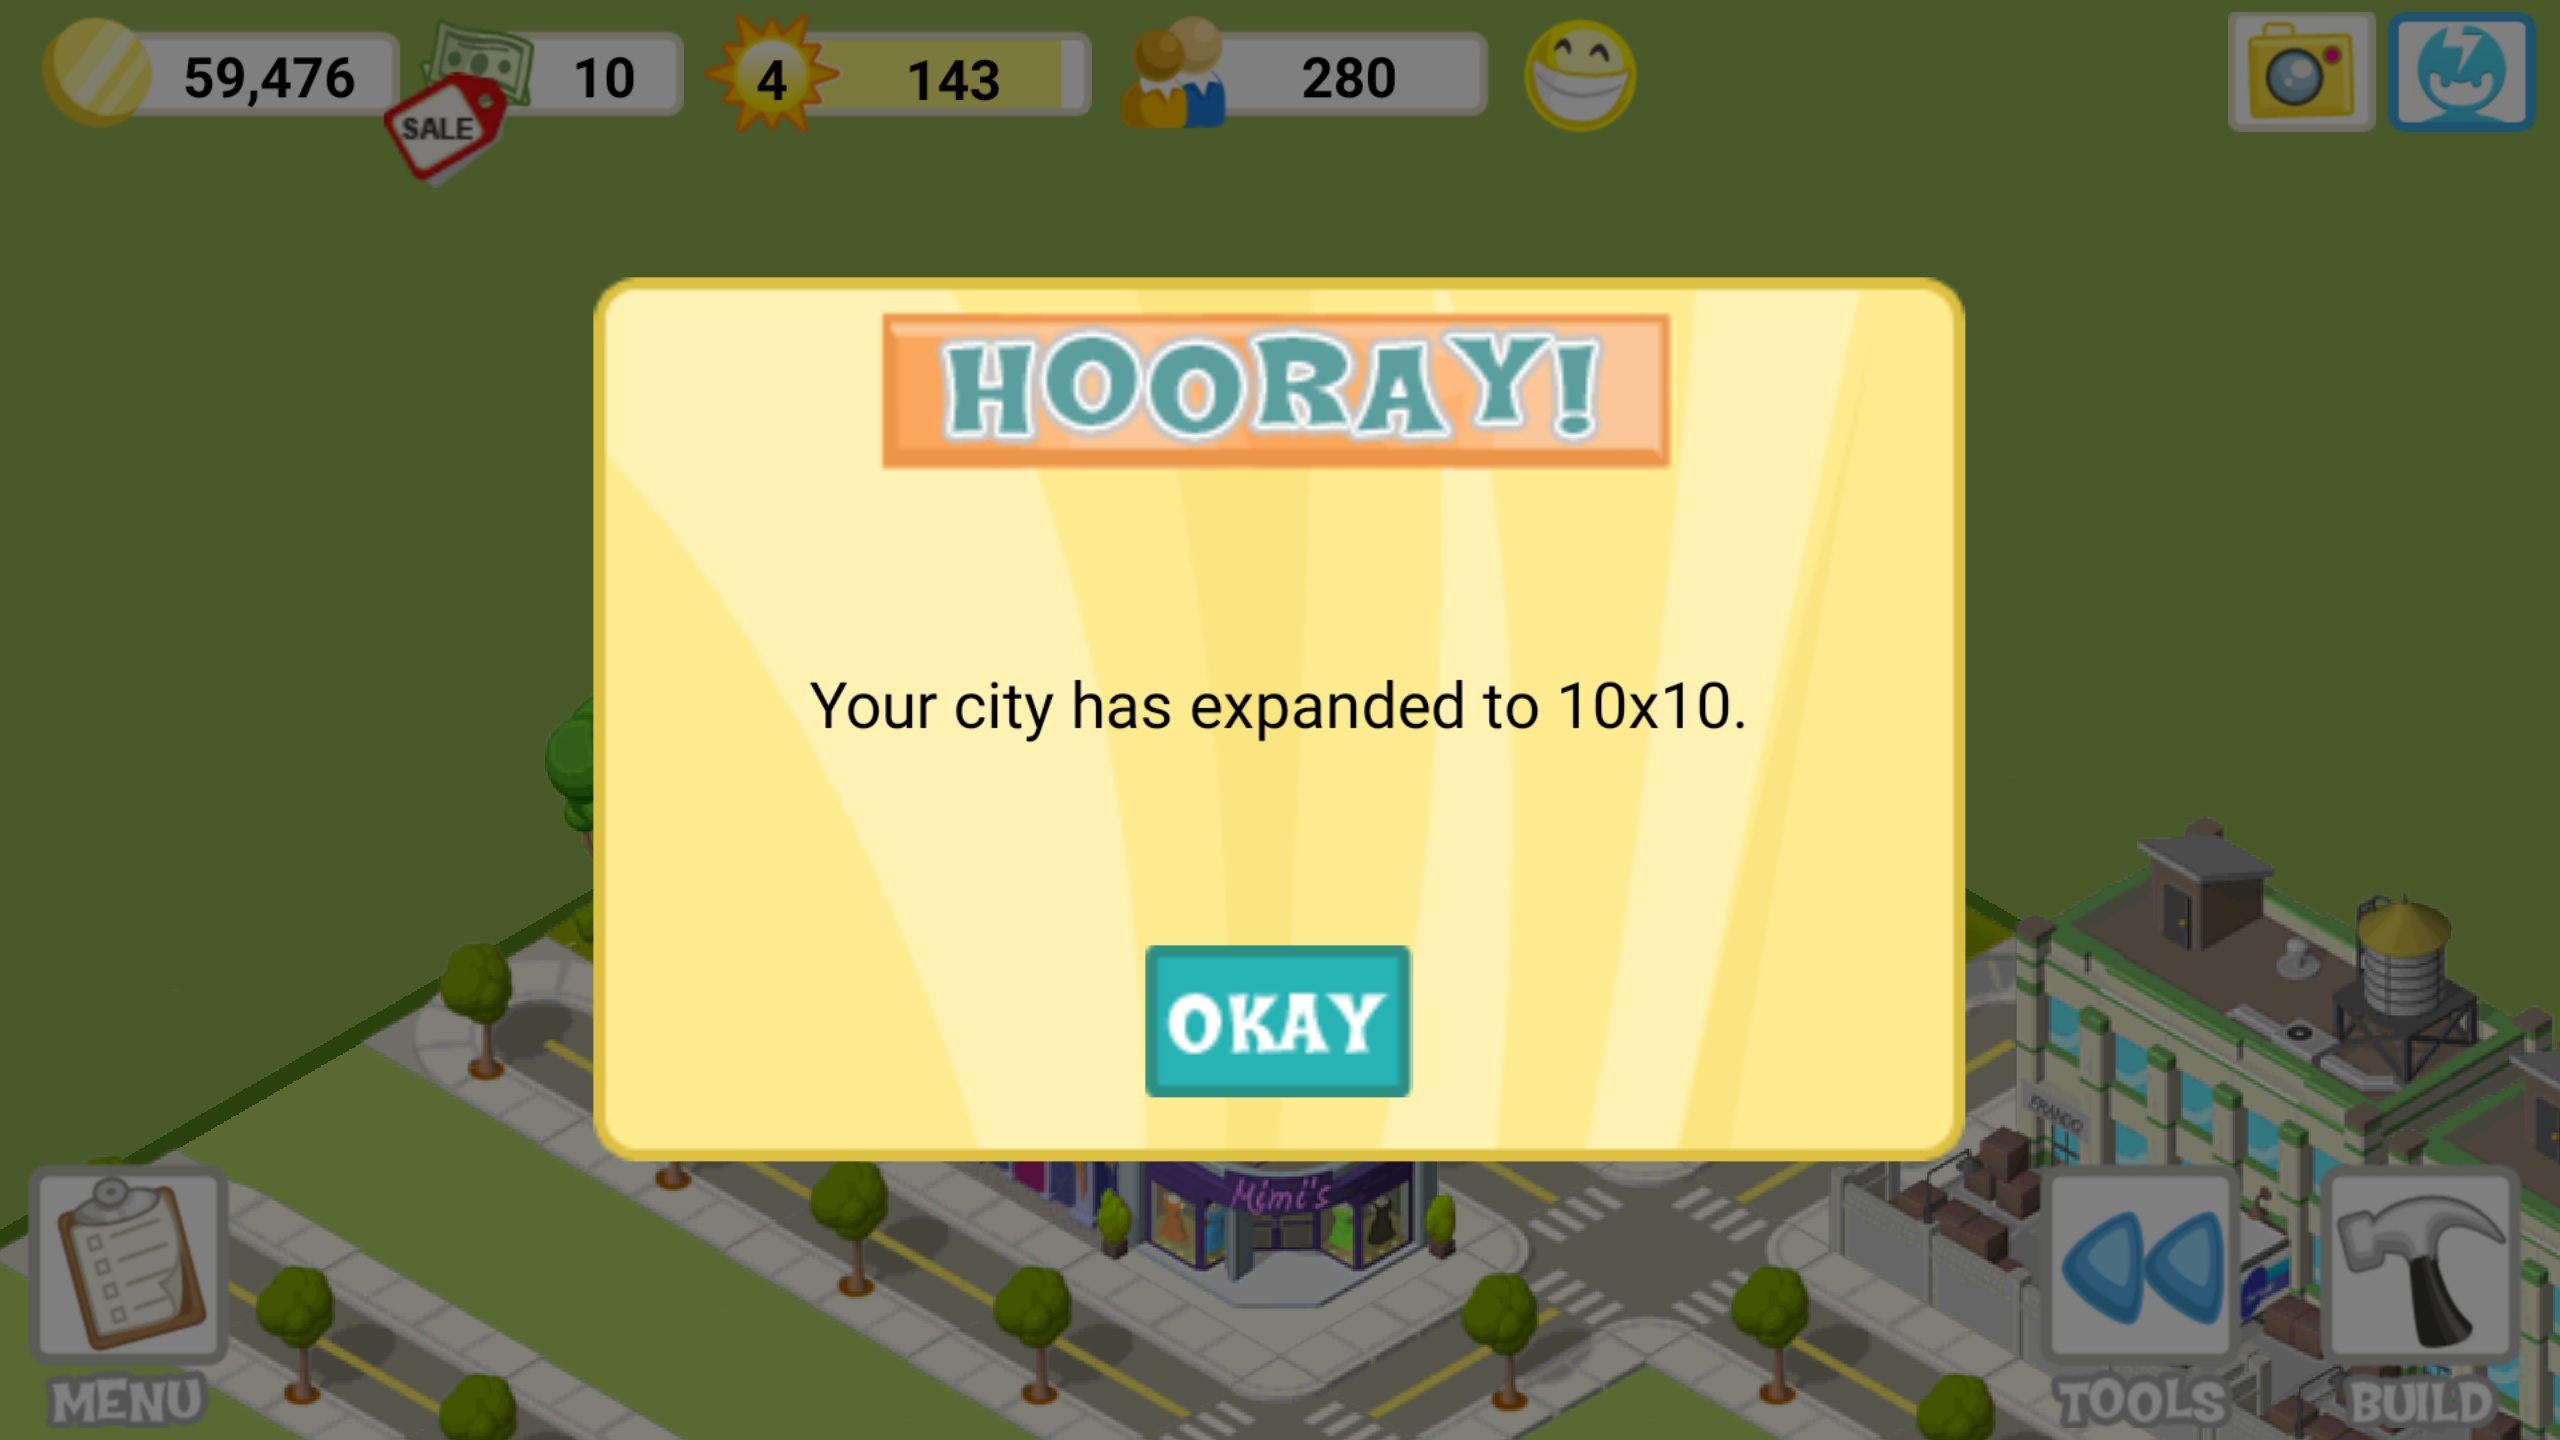 59,476
10
SALE
4
143
280
HOORAY!
Your city has expanded to 10x10.
OKAY
FRANDO
Mimi's
MENU
TOOLS
BUILD